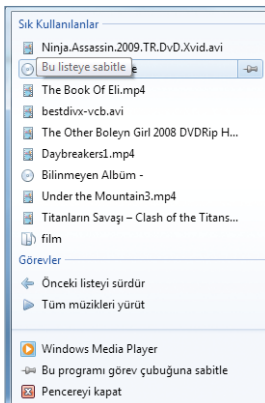 Sık Kullanılanlar
Ninja.Assassin.2009.TR.DvD.Xvid.avi
Bu listeye sabitle
The Book Of Eli.mp4
bestdivx-vcb.avi
The Other Boleyn Girl 2008 DVDRip H...
Daybreakers1.mp4
Bilinmeyen Albüm -
Under the Mountain3.mp4
Titanların Savaşı – Clash of the Titans...
film
Görevler
Önceki listeyi sürdür
Tüm müzikleri yürüt
Windows Media Player
Bu programı görev çubuğuna sabitle
Pencereyi kapat